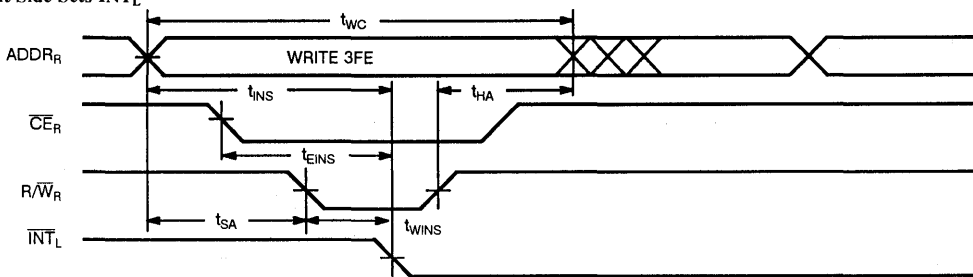 Side Sets INTL
tWC
ADDRR
WRITE 3FE
tINS
tHA
CER
tEINS
R/WR
tSA
tWINS
INTL